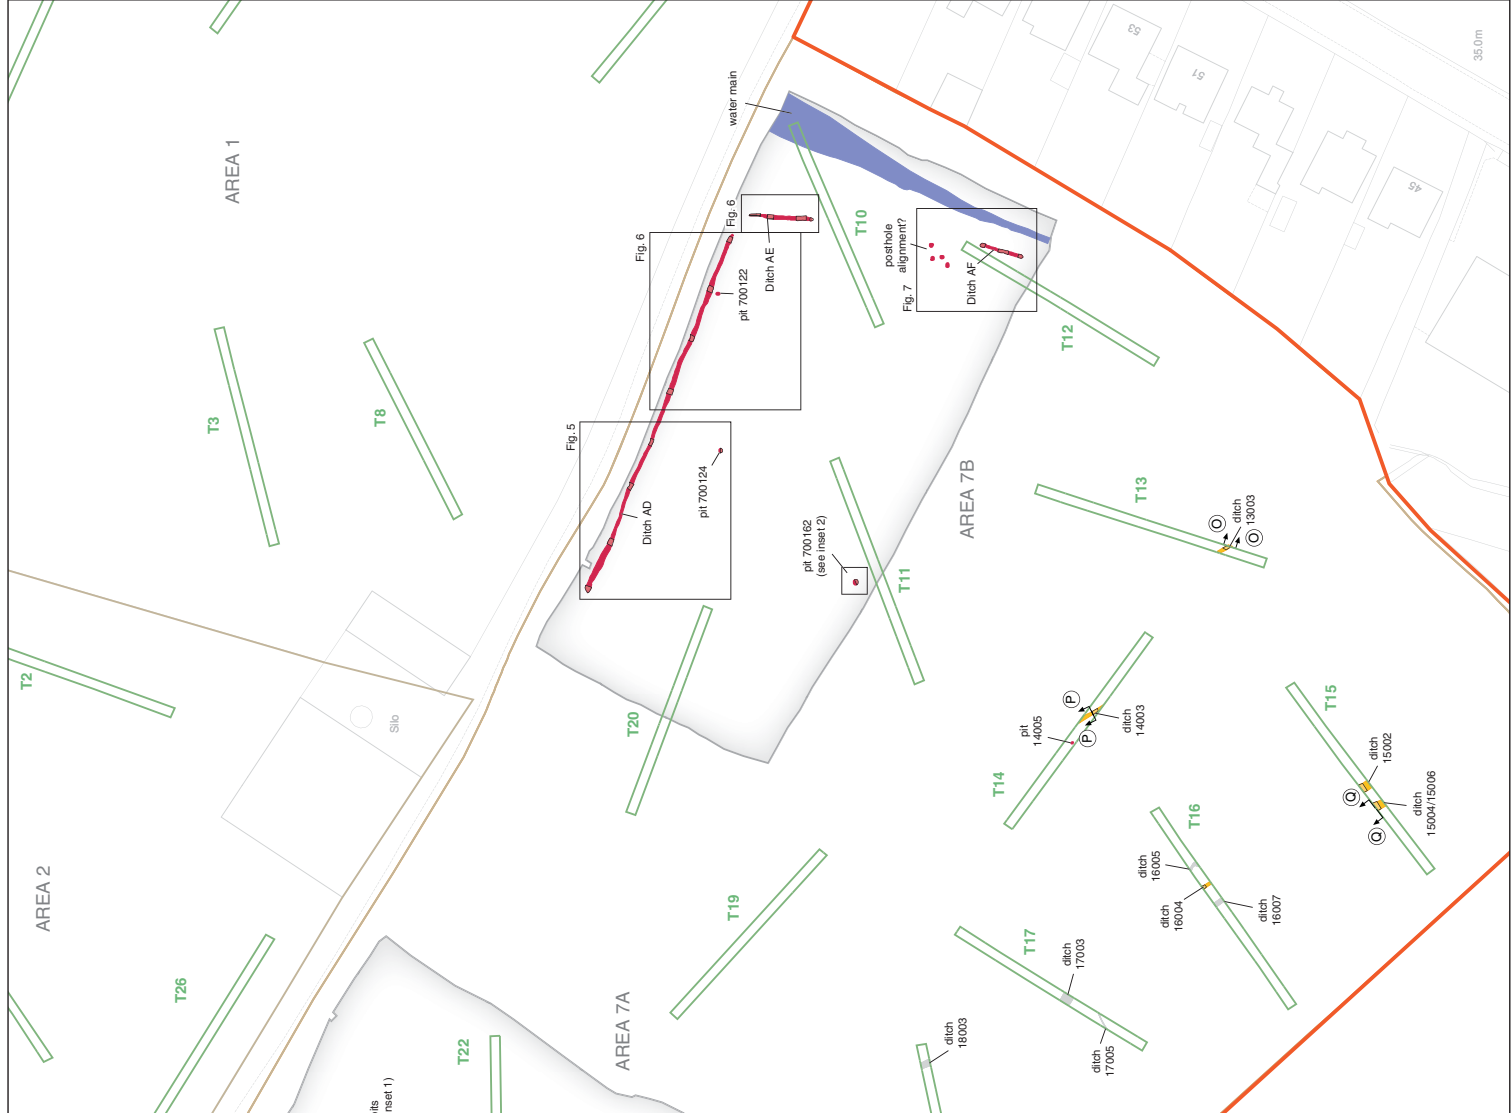 AREA 1
AREA 2
AREA 7A
AREA 7B
T2
T3
T8
T10
T11
T12
T13
T14
T15
T16
T17
T19
T20
T22
T26
water main
Fig. 6
Fig. 6
Fig. 5
Fig. 7
Ditch AE
pit 700122
Ditch AD
pit 700124
posthole
alignment?
Ditch AF
pit 700162
(see inset 2)
ditch
13003
O
O
pit
14005
P
P
ditch
14003
ditch
15002
ditch
15004/15006
Q
Q
ditch
16005
ditch
16004
ditch
16007
ditch
17003
ditch
17005
ditch
18003
Silo
53
51
45
35.0m
its
nset 1)